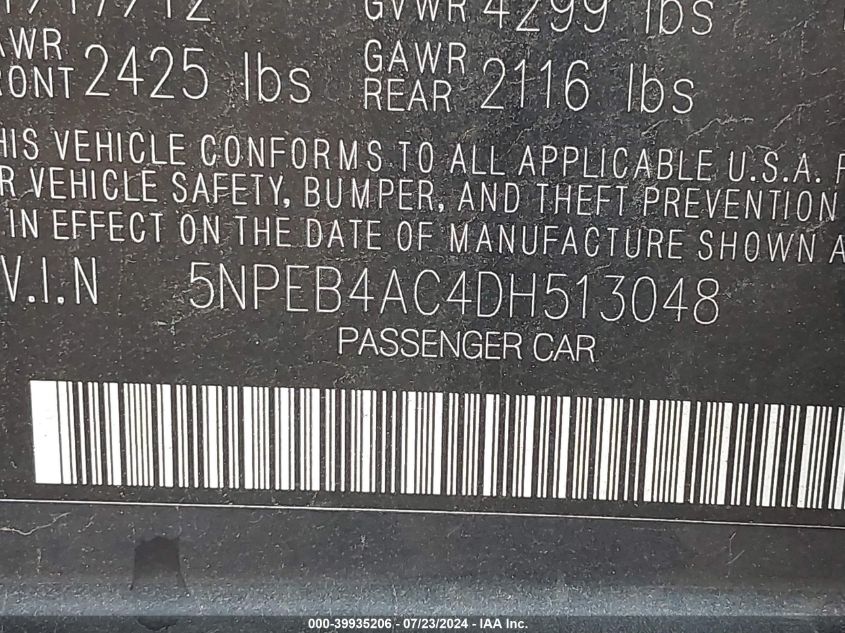 GVWR 4299 lbs
2425 lbs
GAWR REAR 2116 lbs
VEHICLE CONFORMS TO ALL APPLICABLE U.S.A.
VEHICLE SAFETY, BUMPER, AND THEFT PREVENTION
IN EFFECT ON THE DATE OF MANUFACTURE SHOWN
V.I.N 5NPEB4AC4DH513048
PASSENGER CAR
000-39935206 - 07/23/2024 - IAA Inc.